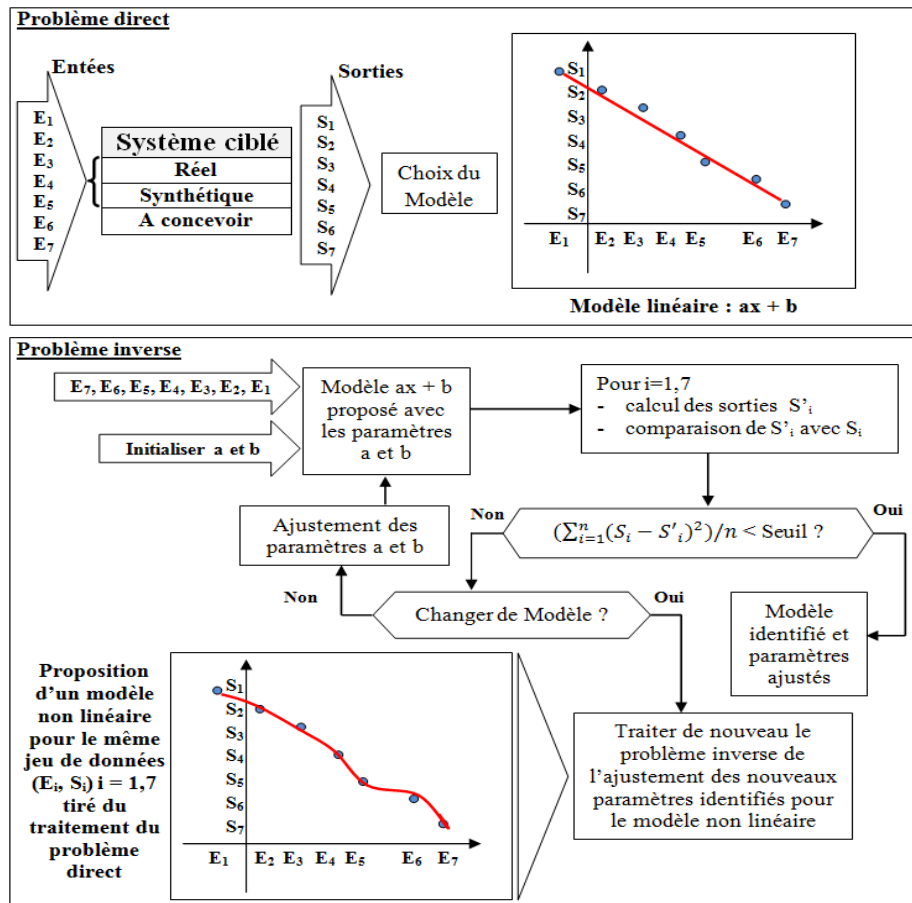 Problème direct
Entées
Sorties
E₁
E₂
E₃
E₄
E₅
E₆
E₇
Système ciblé
Réel
Synthétique
A concevoir
S₁
S₂
S₃
S₄
S₅
S₆
S₇
Choix du
Modèle
S₁
S₂
S₃
S₄
S₅
S₆
S₇
E₁ E₂ E₃ E₄ E₅ E₆ E₇
Modèle linéaire : ax + b
Problème inverse
E₇, E₆, E₅, E₄, E₃, E₂, E₁
Initialiser a et b
Modèle ax + b
proposé avec
les paramètres
a et b
Pour i=1,7
- calcul des sorties S'ᵢ
- comparaison de S'ᵢ avec Sᵢ
Ajustement des
paramètres a et b
Non
(∑ⁿᵢ₌₁(Sᵢ − S′ᵢ)²)/n < Seuil ?
Oui
Non
Changer de Modèle ?
Oui
Modèle
identifié et
paramètres
ajustés
Proposition
d'un modèle
non linéaire
pour le même
jeu de données
(Eᵢ, Sᵢ) i = 1,7
tiré du
traitement du
problème
direct
S₁
S₂
S₃
S₄
S₅
S₆
S₇
E₁ E₂ E₃ E₄ E₅ E₆ E₇
Traiter de nouveau le
problème inverse de
l'ajustement des nouveaux
paramètres identifiés pour
le modèle non linéaire